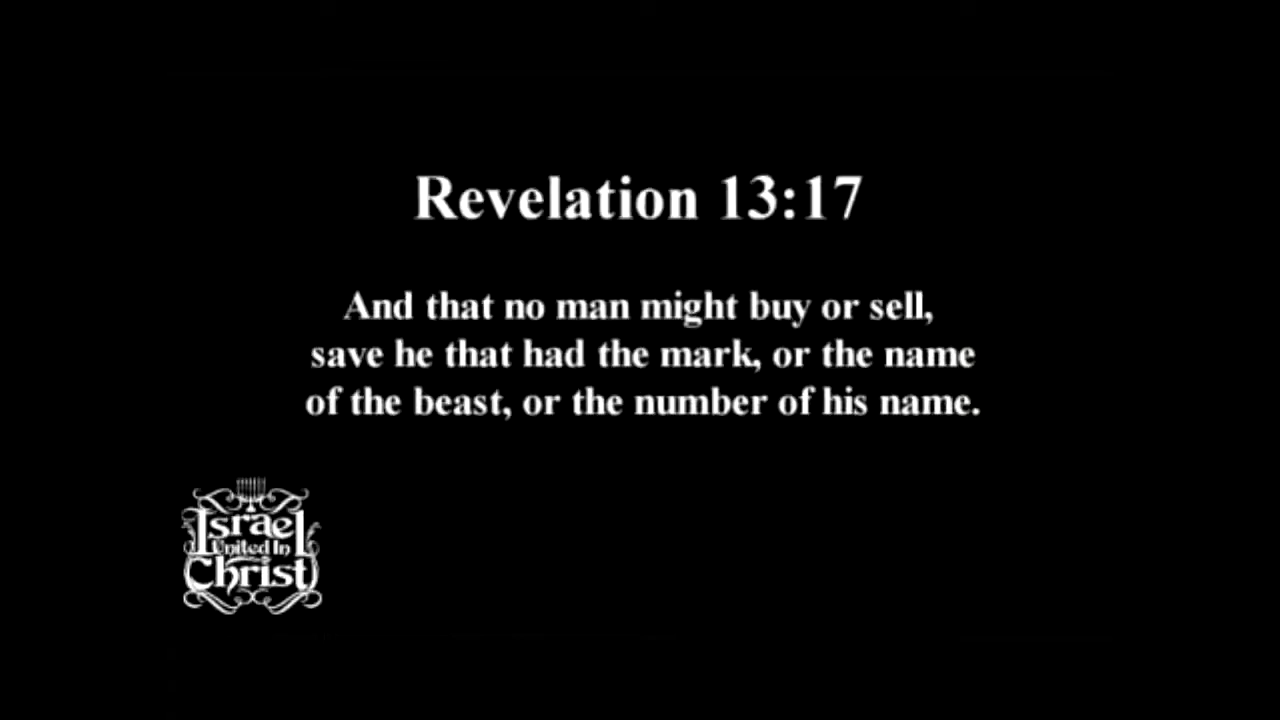 Revelation 13:17
And that no man might buy or sell,
save he that had the mark, or the name
of the beast, or the number of his name.
Israel
United In
Christ